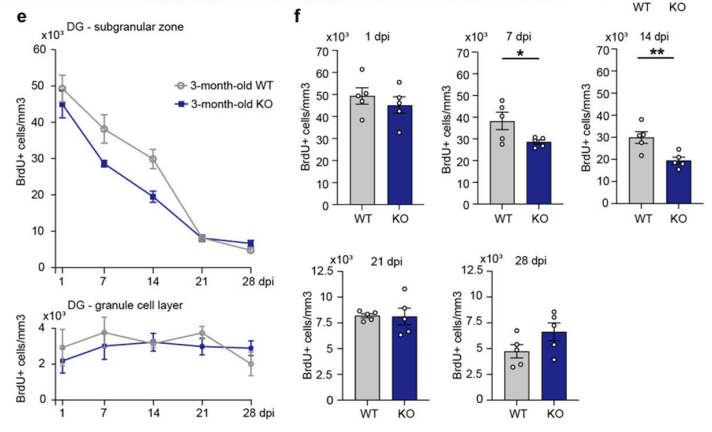 WT KO
e
DG - subgranular zone
x10³
60
50
40
30
20
10
0
BrdU+ cells/mm3
3-month-old WT
3-month-old KO
1 7 14 21 28 dpi
DG - granule cell layer
x10³
4
2
0
BrdU+ cells/mm3
1 7 14 21 28 dpi
f
x10³ 1 dpi
70
60
50
40
30
20
10
0
BrdU+ cells/mm3
WT KO
x10³ 7 dpi
*
70
60
50
40
30
20
10
0
BrdU+ cells/mm3
WT KO
x10³ 14 dpi
**
70
60
50
40
30
20
10
0
BrdU+ cells/mm3
WT KO
x10³ 21 dpi
12.5
10
7.5
5
2.5
0
BrdU+ cells/mm3
WT KO
x10³ 28 dpi
12.5
10
7.5
5
2.5
0
BrdU+ cells/mm3
WT KO